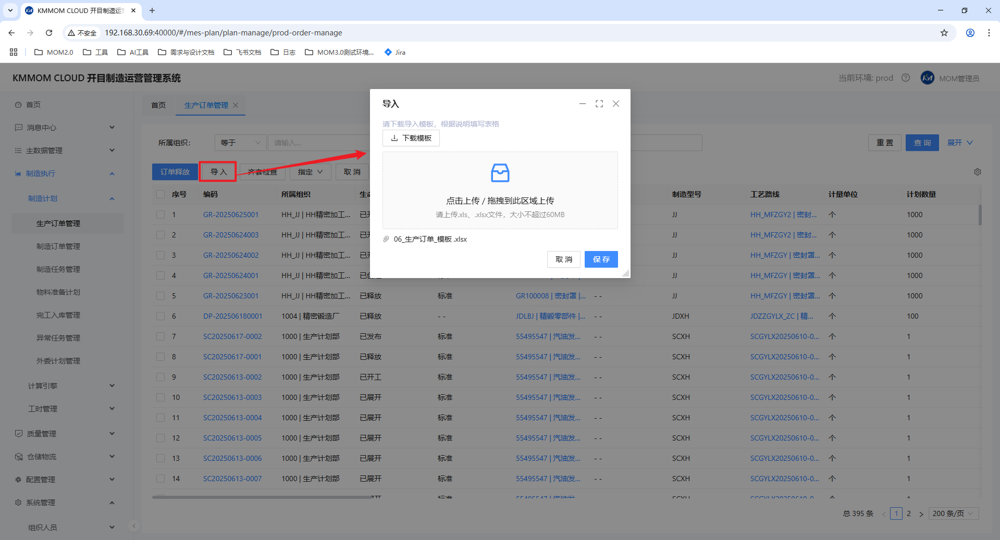 KMMOM CLOUD 开目制造运营
不安全 192.168.30.69:40000/#/mes-plan/plan-manage/prod-order-manage
MOM2.0 工具 AI工具 需求与设计文档 飞书文档 日志 MOM3.0测试环境... Jira
KMMOM CLOUD 开目制造运营管理系统
当前环境: prod MOM管理员
首页
消息中心
主数据管理
制造执行
制造计划
生产订单管理
制造订单管理
制造任务管理
物料准备计划
完工入库管理
异常任务管理
外委计划管理
计算引擎
工时管理
质量管理
仓储物流
配置管理
系统管理
组织人员
首页 生产订单管理
所属组织: 等于 请输入... 重置 查询 展开
订单释放 导入 齐套检查 指定 取消
导入
请下载导入模板，根据说明填写表格
下载模板
点击上传 / 拖拽到此区域上传
请上传.xls、.xlsx文件，大小不超过60MB
06_生产订单_模板 .xlsx
取消 保存
序号 编码 所属组织 制造型号 工艺路线 计量单位 计划数量
1 GR-20250625001 HH_JJ | HH精密加工... JJ HH_MFZGY2 | 密封... 个 1000
2 GR-20250624003 HH_JJ | HH精密加工... JJ HH_MFZGY2 | 密封... 个 1000
3 GR-20250624002 HH_JJ | HH精密加工... JJ HH_MFZGY | 密封罩... 个 1000
4 GR-20250624001 HH_JJ | HH精密加工... JJ HH_MFZGY | 密封罩... 个 1000
5 GR-20250623001 HH_JJ | HH精密加工... 已释放 标准 GR100008 | 密封罩 |... - - JJ HH_MFZGY | 密封罩... 个 1000
6 DP-202506180001 1004 | 精密锻造厂 已释放 - - JDLBJ | 精锻零部件 |... - - JDXH JDZZGYLX_ZC | 精... 个 100
7 SC20250617-0002 1000 | 生产计划部 已发布 标准 55495547 | 汽油发... - - SCXH SCGYLX20250610-0... 个 1
8 SC20250617-0001 1000 | 生产计划部 已释放 标准 55495547 | 汽油发... - - SCXH SCGYLX20250610-0... 个 1
9 SC20250613-0002 1000 | 生产计划部 已开工 标准 55495547 | 汽油发... - - SCXH SCGYLX20250610-0... 个 1
10 SC20250613-0003 1000 | 生产计划部 已展开 标准 55495547 | 汽油发... - - SCXH SCGYLX20250610-0... 个 1
11 SC20250613-0004 1000 | 生产计划部 已展开 标准 55495547 | 汽油发... - - SCXH SCGYLX20250610-0... 个 1
12 SC20250613-0005 1000 | 生产计划部 已展开 标准 55495547 | 汽油发... - - SCXH SCGYLX20250610-0... 个 1
13 SC20250613-0006 1000 | 生产计划部 已展开 标准 55495547 | 汽油发... - - SCXH SCGYLX20250610-0... 个 1
14 SC20250613-0007 1000 | 生产计划部 已展开 标准 55495547 | 汽油发... - - SCXH SCGYLX20250610-0... 个 1
总 395 条 1 2 200 条/页